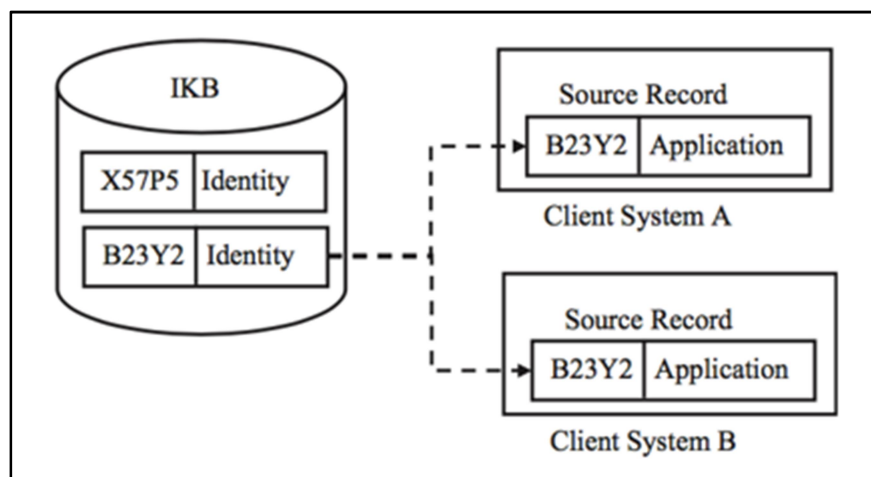 IKB
X57P5 Identity
B23Y2 Identity
Source Record
B23Y2 Application
Client System A
Source Record
B23Y2 Application
Client System B